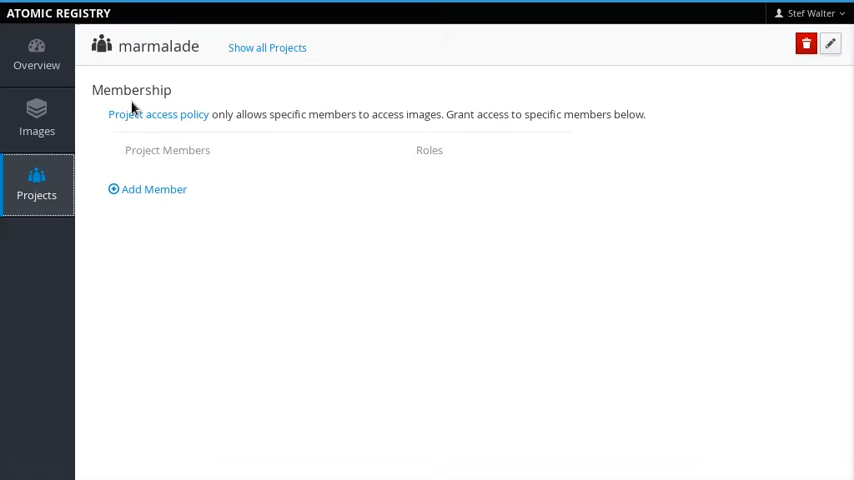 ATOMIC REGISTRY
Stef Walter
marmalade
Show all Projects
Overview
Images
Projects
Membership
Project access policy only allows specific members to access images. Grant access to specific members below.
Project Members Roles
Add Member